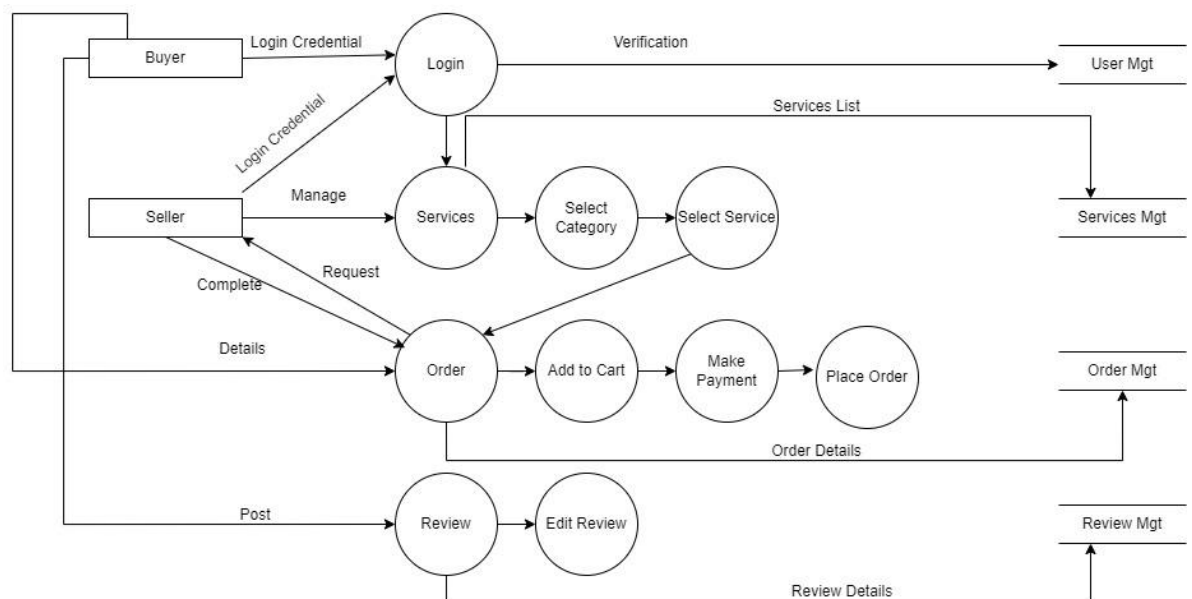 Buyer
Login Credential
Login
Verification
User Mgt
Services List
Login Credential
Seller
Manage
Services
Select
Category
Select Service
Services Mgt
Request
Complete
Details
Order
Add to Cart
Make
Payment
Place Order
Order Mgt
Order Details
Post
Review
Edit Review
Review Mgt
Review Details